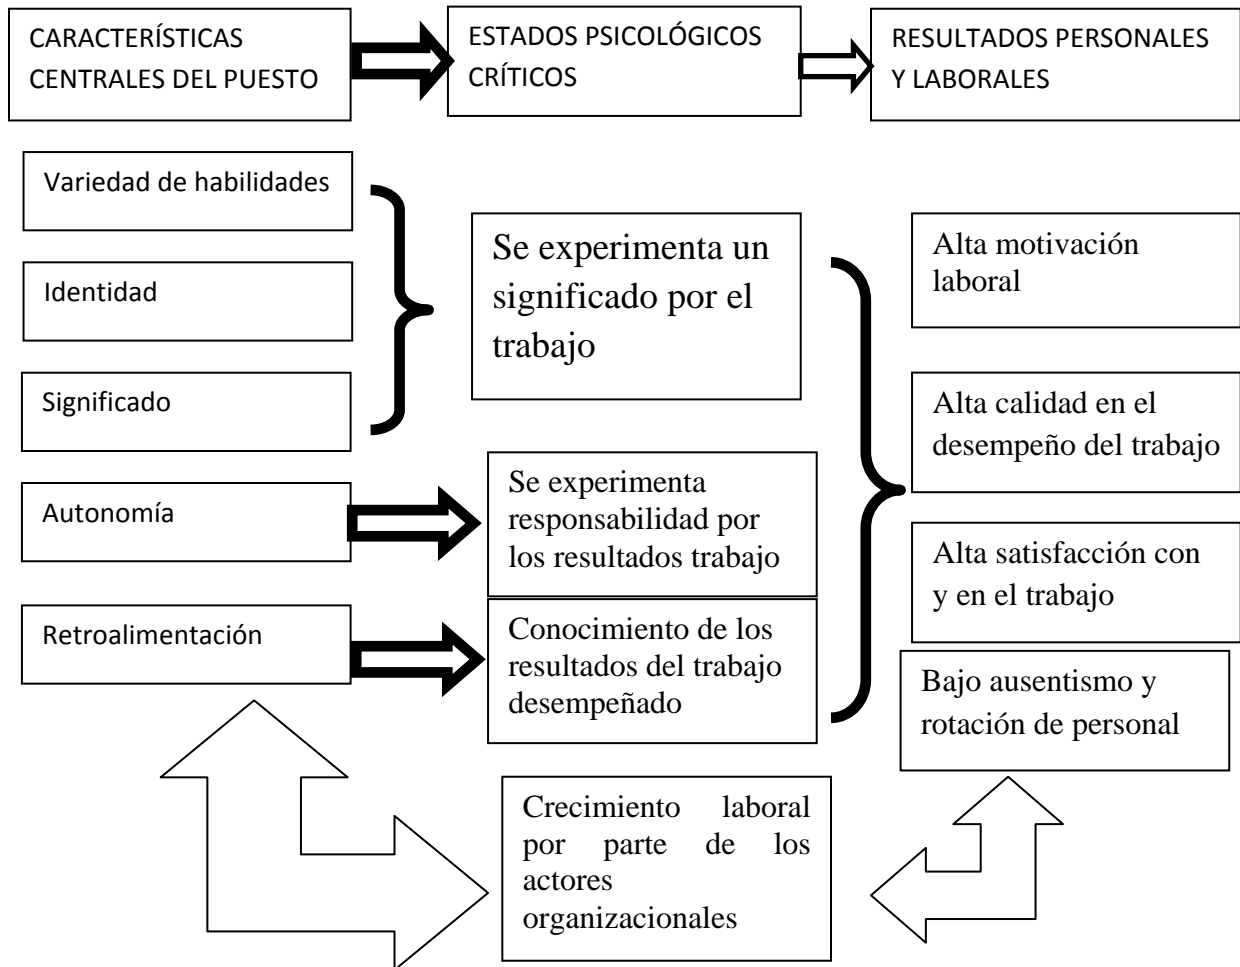 CARACTERÍSTICAS
CENTRALES DEL PUESTO
ESTADOS PSICOLÓGICOS
CRÍTICOS
RESULTADOS PERSONALES
Y LABORALES
Variedad de habilidades
Identidad
Significado
Autonomía
Retroalimentación
Se experimenta un
significado por el
trabajo
Se experimenta
responsabilidad por
los resultados trabajo
Conocimiento de los
resultados del trabajo
desempeñado
Alta motivación
laboral
Alta calidad en el
desempeño del trabajo
Alta satisfacción con
y en el trabajo
Bajo ausentismo y
rotación de personal
Crecimiento laboral
por parte de los
actores
organizacionales